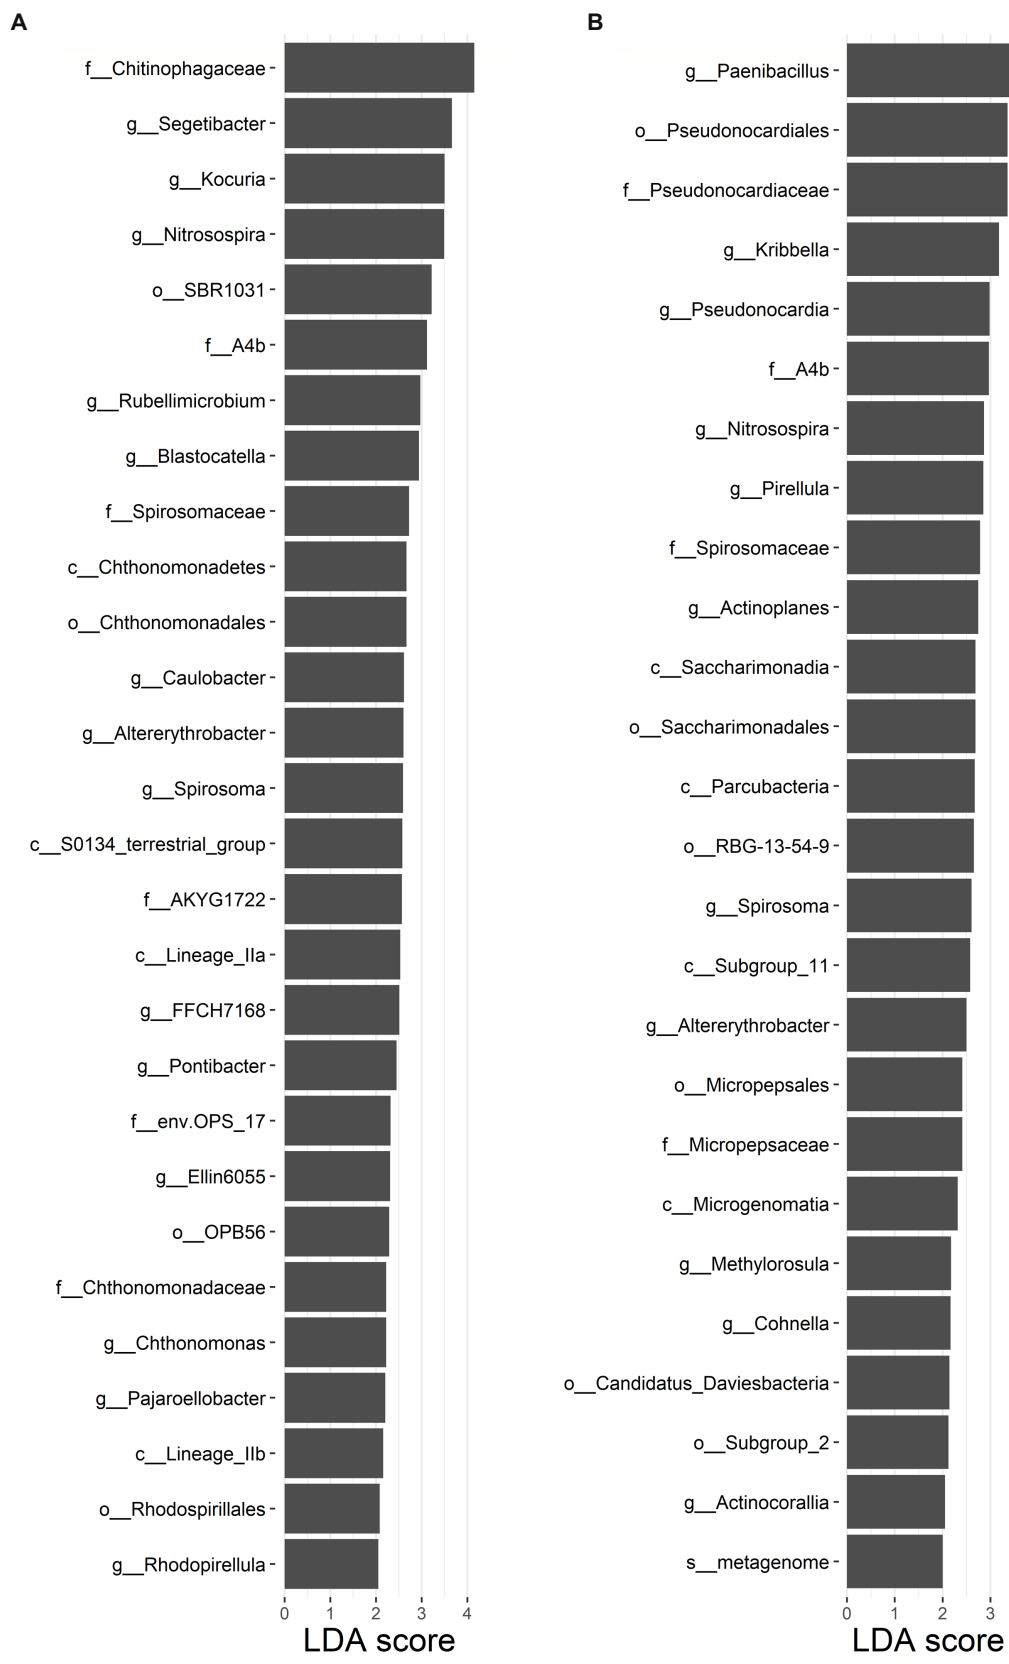 A
f__Chitinophagaceae
g__Segetibacter
g__Kocuria
g__Nitrosospira
o__SBR1031
f__A4b
g__Rubellimicrobium
g__Blastocatella
f__Spirosomaceae
c__Chthonomonadetes
o__Chthonomonadales
g__Caulobacter
g__Altererythrobacter
g__Spirosoma
c__S0134_terrestrial_group
f__AKYG1722
c__Lineage_IIa
g__FFCH7168
g__Pontibacter
f__env.OPS_17
g__Ellin6055
o__OPB56
f__Chthonomonadaceae
g__Chthonomonas
g__Pajaroellobacter
c__Lineage_IIb
o__Rhodospirillales
g__Rhodopirellula
0 1 2 3 4
LDA score
B
g__Paenibacillus
o__Pseudonocardiales
f__Pseudonocardiaceae
g__Kribbella
g__Pseudonocardia
f__A4b
g__Nitrosospira
g__Pirellula
f__Spirosomaceae
g__Actinoplanes
c__Saccharimonadia
o__Saccharimonadales
c__Parcubacteria
o__RBG-13-54-9
g__Spirosoma
c__Subgroup_11
g__Altererythrobacter
o__Micropepsales
f__Micropepsaceae
c__Microgenomatia
g__Methylorosula
g__Cohnella
o__Candidatus_Daviesbacteria
o__Subgroup_2
g__Actinocorallia
s__metagenome
0 1 2 3
LDA score